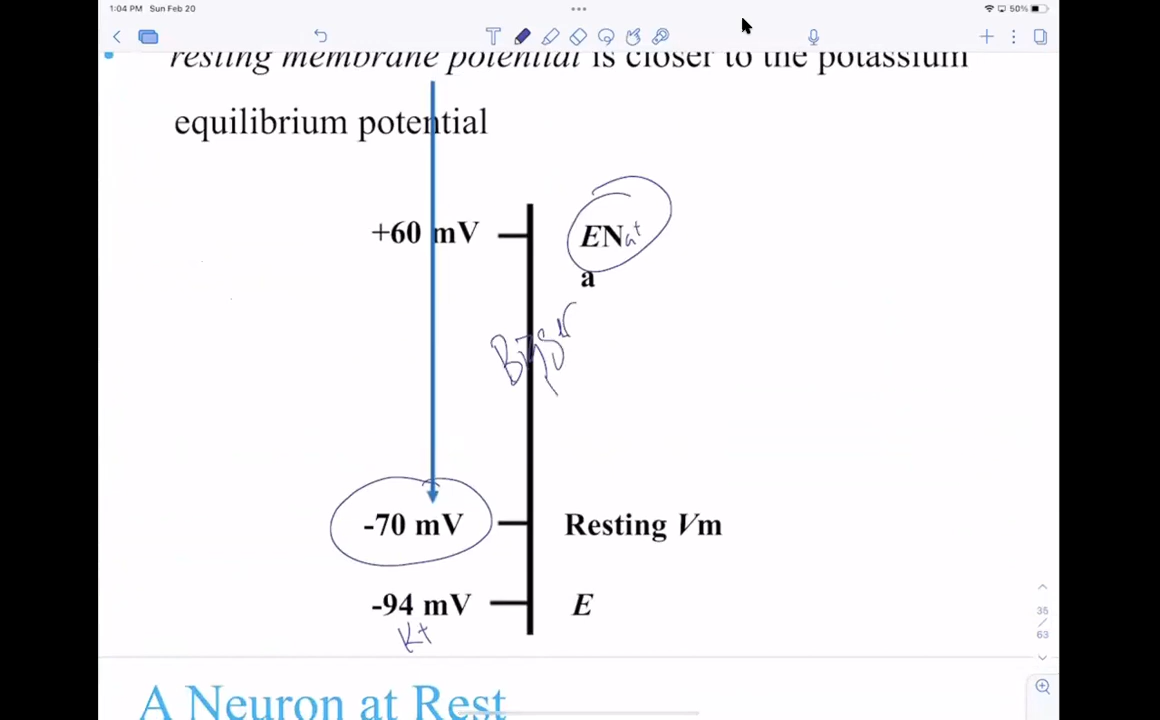 1:04 PM Sun Feb 20
50%
resting membrane potential is closer to the potassium
equilibrium potential
+60 mV
ENa+
a
-70 mV
Resting Vm
-94 mV
E
K+
35
/
63
A Neuron at Rest